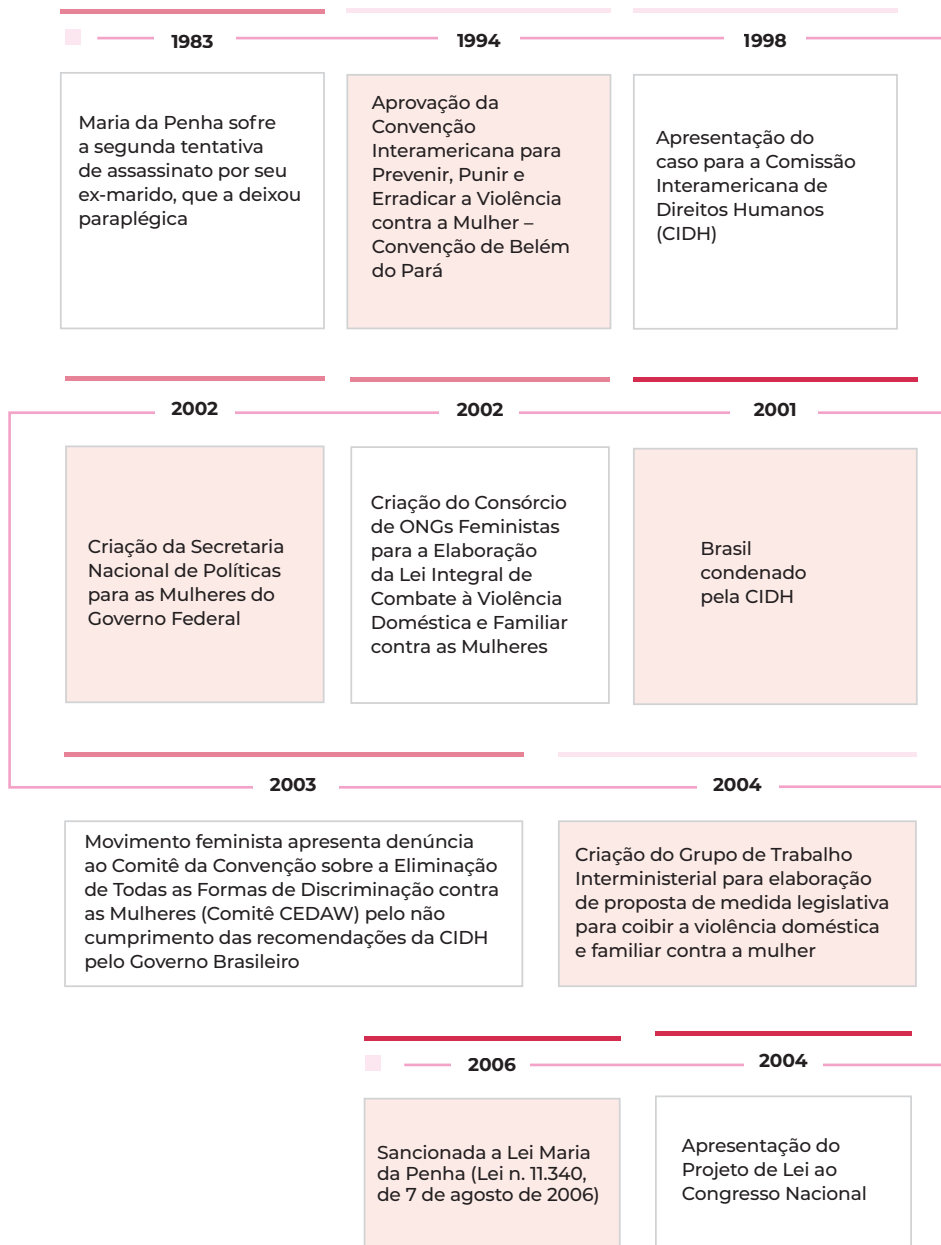 1983
Maria da Penha sofre
a segunda tentativa
de assassinato por seu
ex-marido, que a deixou
paraplégica
1994
Aprovação da
Convenção
Interamericana para
Prevenir, Punir e
Erradicar a Violência
contra a Mulher –
Convenção de Belém
do Pará
1998
Apresentação do
caso para a Comissão
Interamericana de
Direitos Humanos
(CIDH)
2001
Brasil
condenado
pela CIDH
2002
Criação do Consórcio
de ONGs Feministas
para a Elaboração
da Lei Integral de
Combate à Violência
Doméstica e Familiar
contra as Mulheres
2002
Criação da Secretaria
Nacional de Políticas
para as Mulheres do
Governo Federal
2003
Movimento feminista apresenta denúncia
ao Comitê da Convenção sobre a Eliminação
de Todas as Formas de Discriminação contra
as Mulheres (Comitê CEDAW) pelo não
cumprimento das recomendações da CIDH
pelo Governo Brasileiro
2004
Criação do Grupo de Trabalho
Interministerial para elaboração
de proposta de medida legislativa
para coibir a violência doméstica
e familiar contra a mulher
2004
Apresentação do
Projeto de Lei ao
Congresso Nacional
2006
Sancionada a Lei Maria
da Penha (Lei n. 11.340,
de 7 de agosto de 2006)